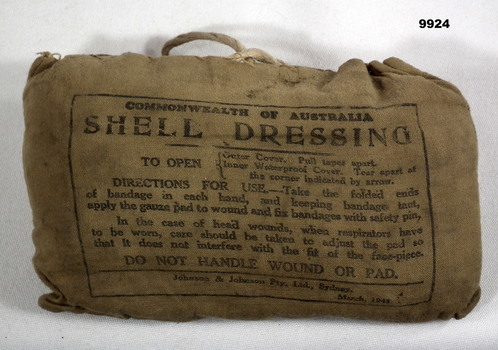 9924
COMMONWEALTH OF AUSTRALIA
SHELL DRESSING
TO OPEN { Outer Cover. Pull tapes apart.
Inner Waterproof Cover. Tear apart at
the corner indicated by arrow.
DIRECTIONS FOR USE.—Take the folded ends
of bandage in each hand, and keeping bandage taut,
apply the gauze pad to wound and fix bandages with safety pin.
In the case of head wounds, when respirators have
to be worn, care should be taken to adjust the pad so
that it does not interfere with the fit of the face-piece.
DO NOT HANDLE WOUND OR PAD.
Johnson & Johnson Pty. Ltd., Sydney.
March,